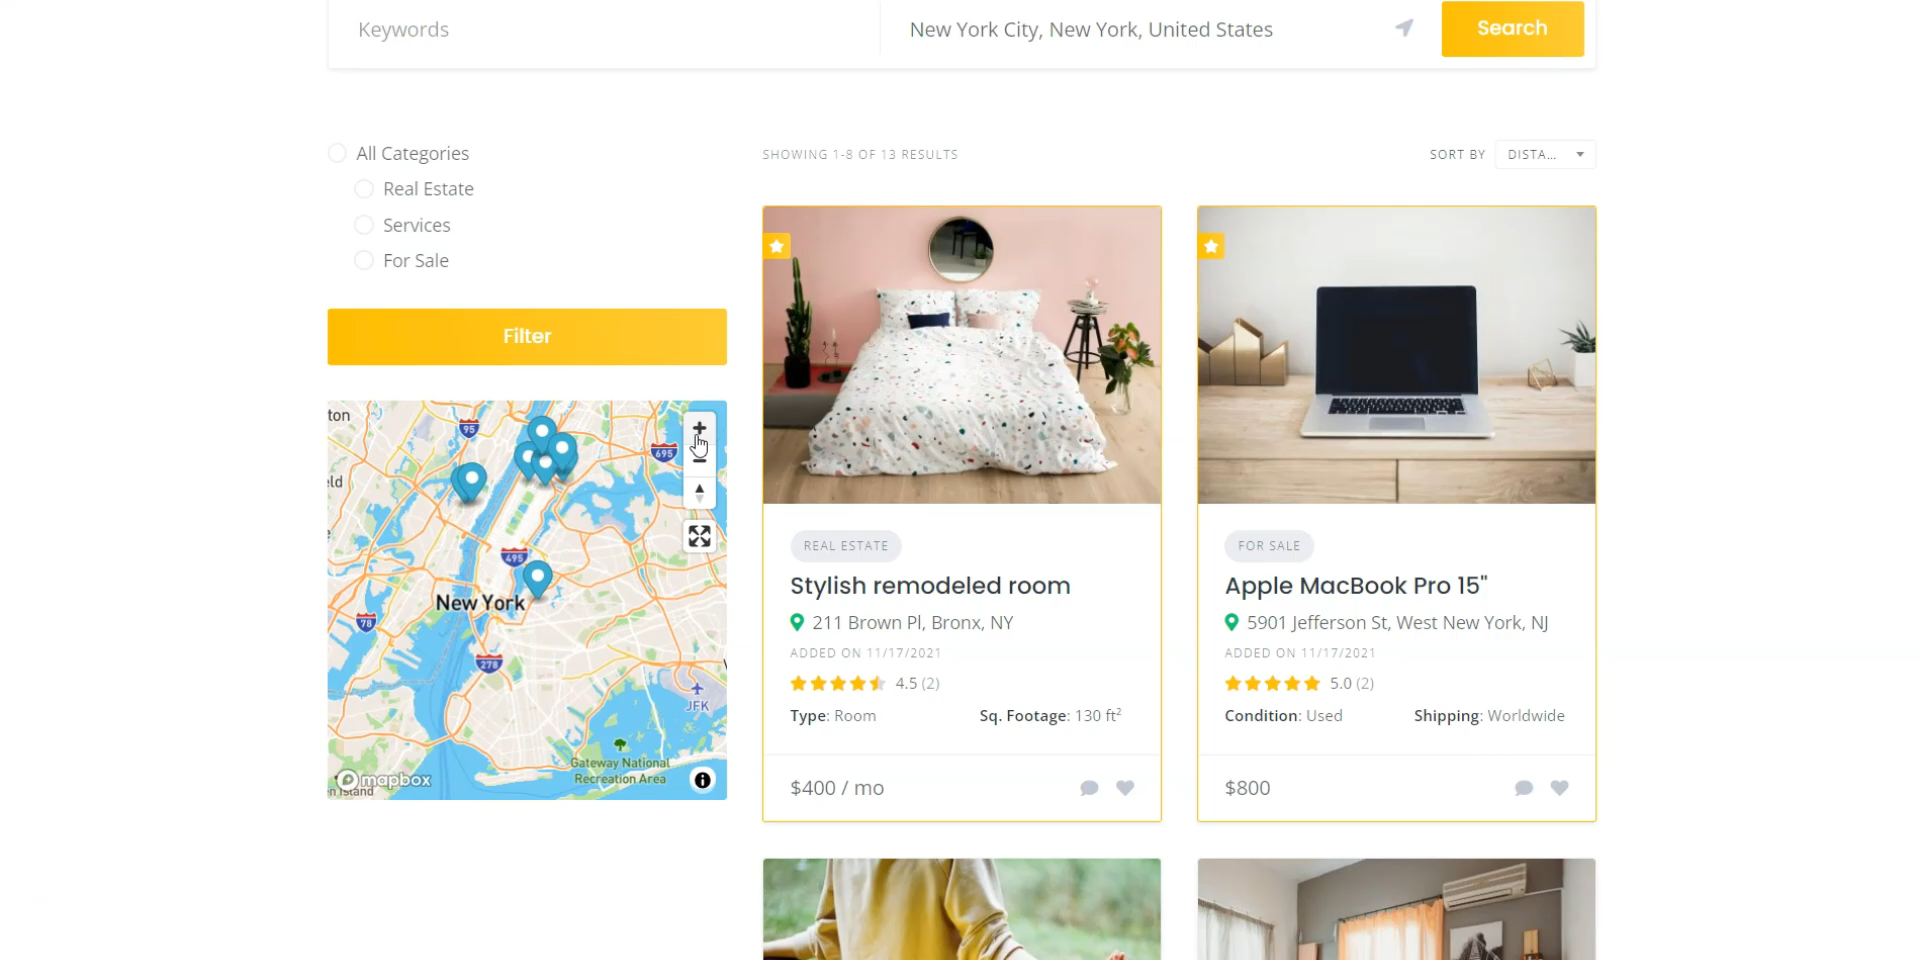 Keywords
New York City, New York, United States
Search
All Categories
Real Estate
Services
For Sale
Filter
SHOWING 1-8 OF 13 RESULTS
SORT BY
DISTA...
ton
95
695
eld
495
New York
78
278
JFK
Gateway National
Recreation Area
mapbox
n Island
REAL ESTATE
Stylish remodeled room
211 Brown Pl, Bronx, NY
ADDED ON 11/17/2021
4.5 (2)
Type: Room
Sq. Footage: 130 ft²
$400 / mo
FOR SALE
Apple MacBook Pro 15"
5901 Jefferson St, West New York, NJ
ADDED ON 11/17/2021
5.0 (2)
Condition: Used
Shipping: Worldwide
$800